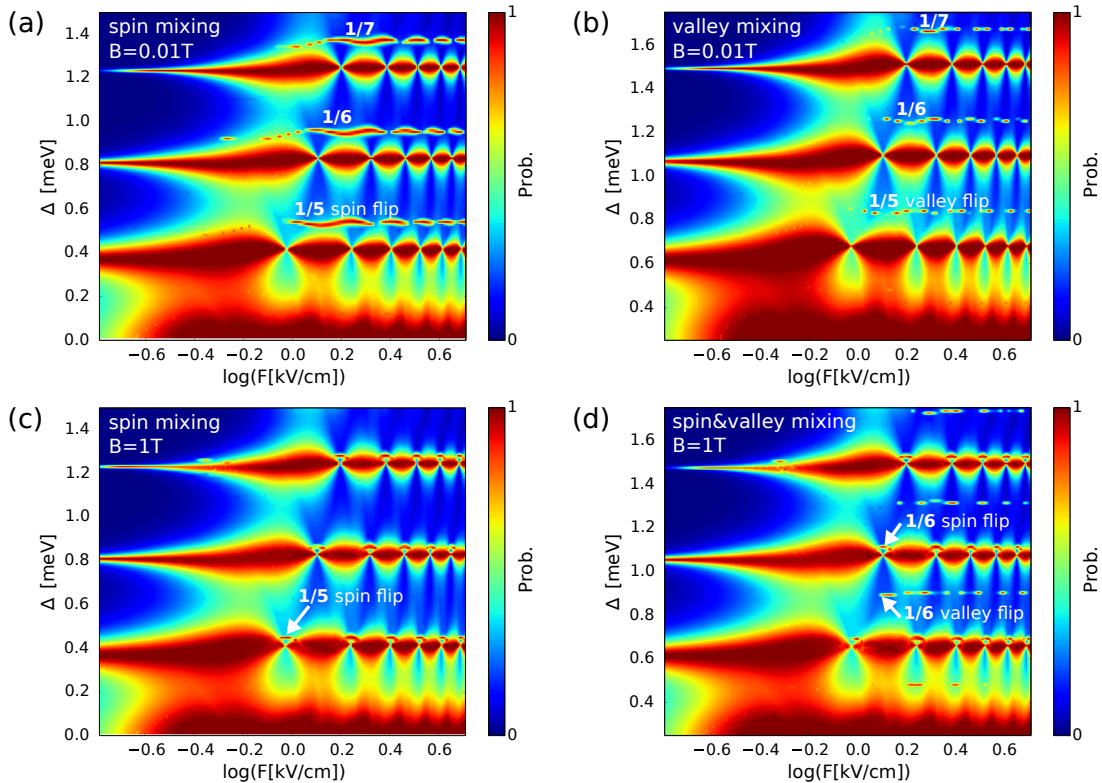 (a)
spin mixing
B=0.01T
1/7
1/6
1/5 spin flip
1.4
1.2
1.0
0.8
0.6
0.4
0.2
0.0
Δ [meV]
−0.6
−0.4
−0.2
0.0
0.2
0.4
0.6
log(F[kV/cm])
1
0
Prob.
(b)
valley mixing
B=0.01T
1/7
1/6
1/5 valley flip
1.6
1.4
1.2
1.0
0.8
0.6
0.4
Δ [meV]
−0.6
−0.4
−0.2
0.0
0.2
0.4
0.6
log(F[kV/cm])
1
0
Prob.
(c)
spin mixing
B=1T
1/5 spin flip
1.4
1.2
1.0
0.8
0.6
0.4
0.2
0.0
Δ [meV]
−0.6
−0.4
−0.2
0.0
0.2
0.4
0.6
log(F[kV/cm])
1
0
Prob.
(d)
spin&valley mixing
B=1T
1/6 spin flip
1/6 valley flip
1.6
1.4
1.2
1.0
0.8
0.6
0.4
Δ [meV]
−0.6
−0.4
−0.2
0.0
0.2
0.4
0.6
log(F[kV/cm])
1
0
Prob.